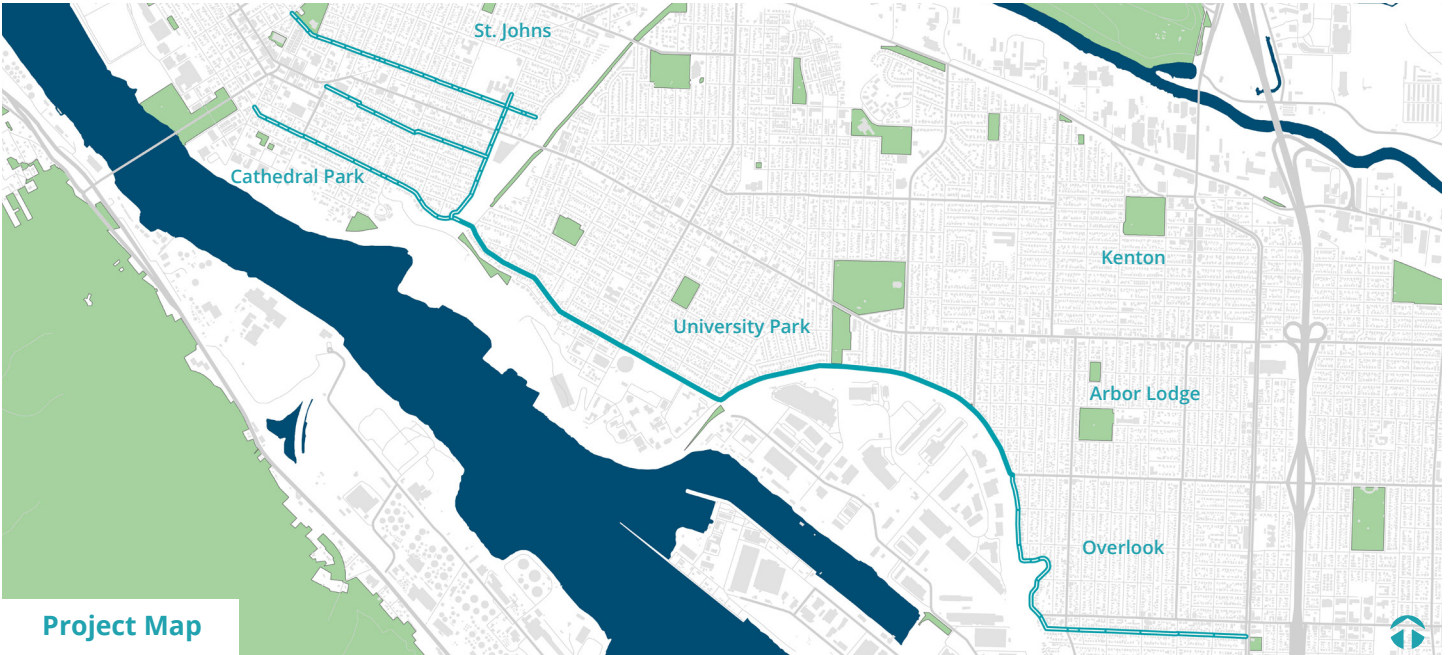 St. Johns
Cathedral Park
Kenton
University Park
Arbor Lodge
Overlook
Project Map